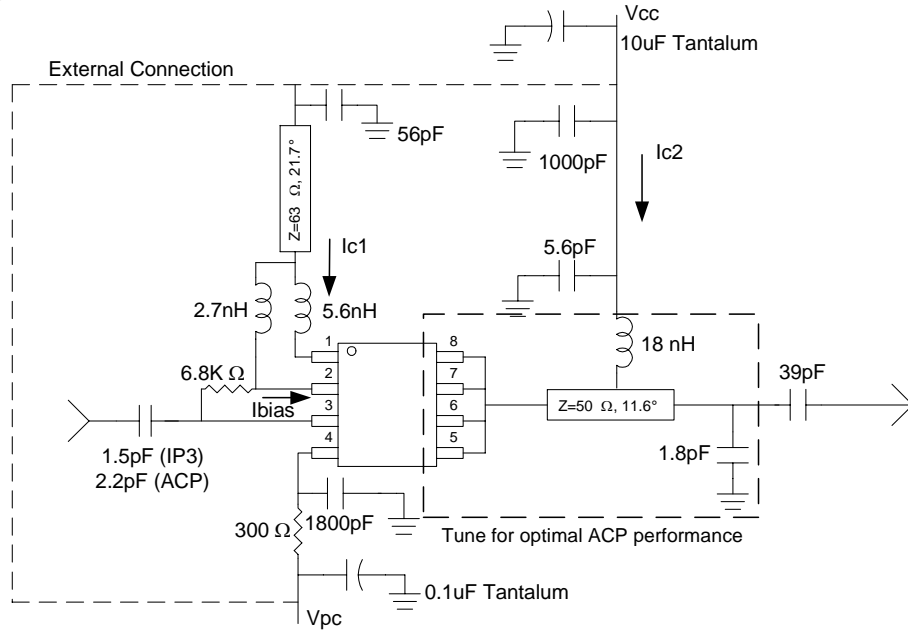 Vcc
10uF Tantalum
External Connection
56pF
1000pF
Ic2
Z=63 Ω, 21.7°
Ic1
5.6pF
2.7nH
5.6nH
18 nH
1
2
3
4
8
7
6
5
6.8K Ω
Ibias
39pF
Z=50 Ω, 11.6°
1.5pF (IP3)
2.2pF (ACP)
1.8pF
300 Ω
1800pF
Tune for optimal ACP performance
0.1uF Tantalum
Vpc